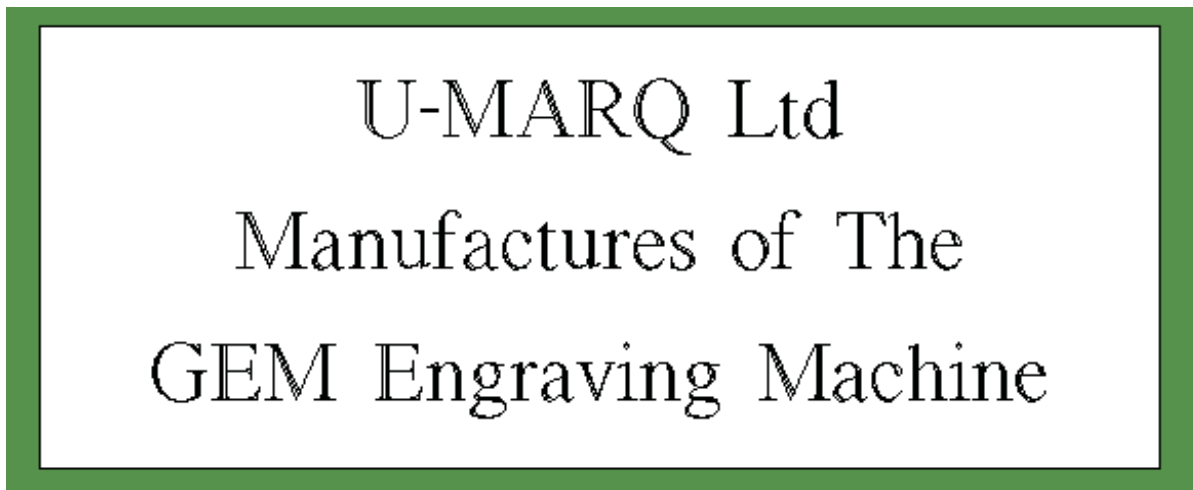 U-MARQ Ltd
Manufactures of The
GEM Engraving Machine